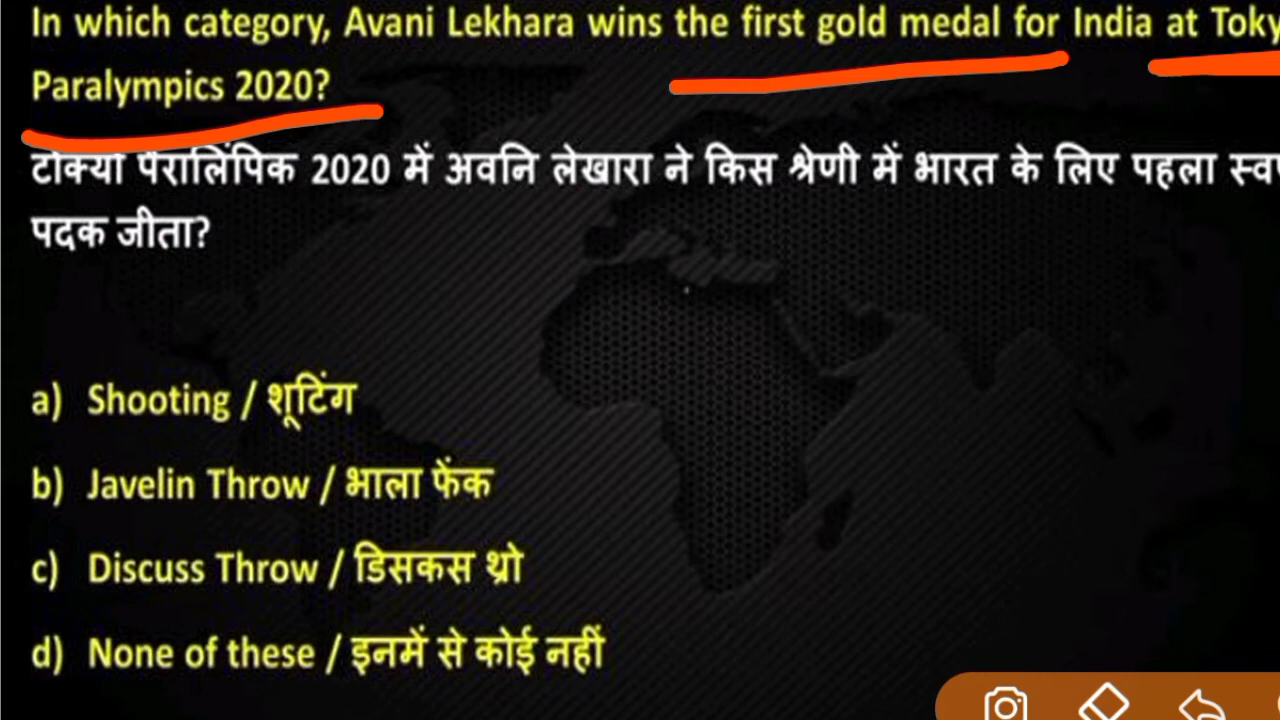 In which category, Avani Lekhara wins the first gold medal for India at Toky
Paralympics 2020?
टोक्यो पैरालिंपिक 2020 में अवनि लेखारा ने किस श्रेणी में भारत के लिए पहला स्व
पदक जीता?
a) Shooting / शूटिंग
b) Javelin Throw / भाला फेंक
c) Discuss Throw / डिसकस थ्रो
d) None of these / इनमें से कोई नहीं